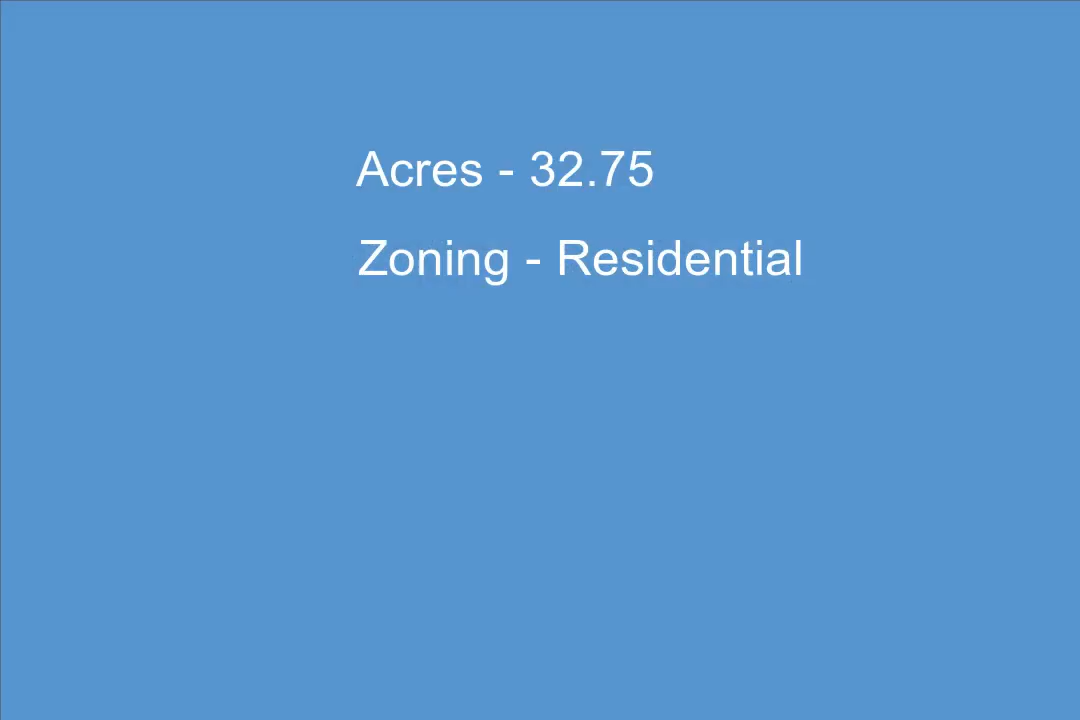 Acres - 32.75
Zoning - Residential